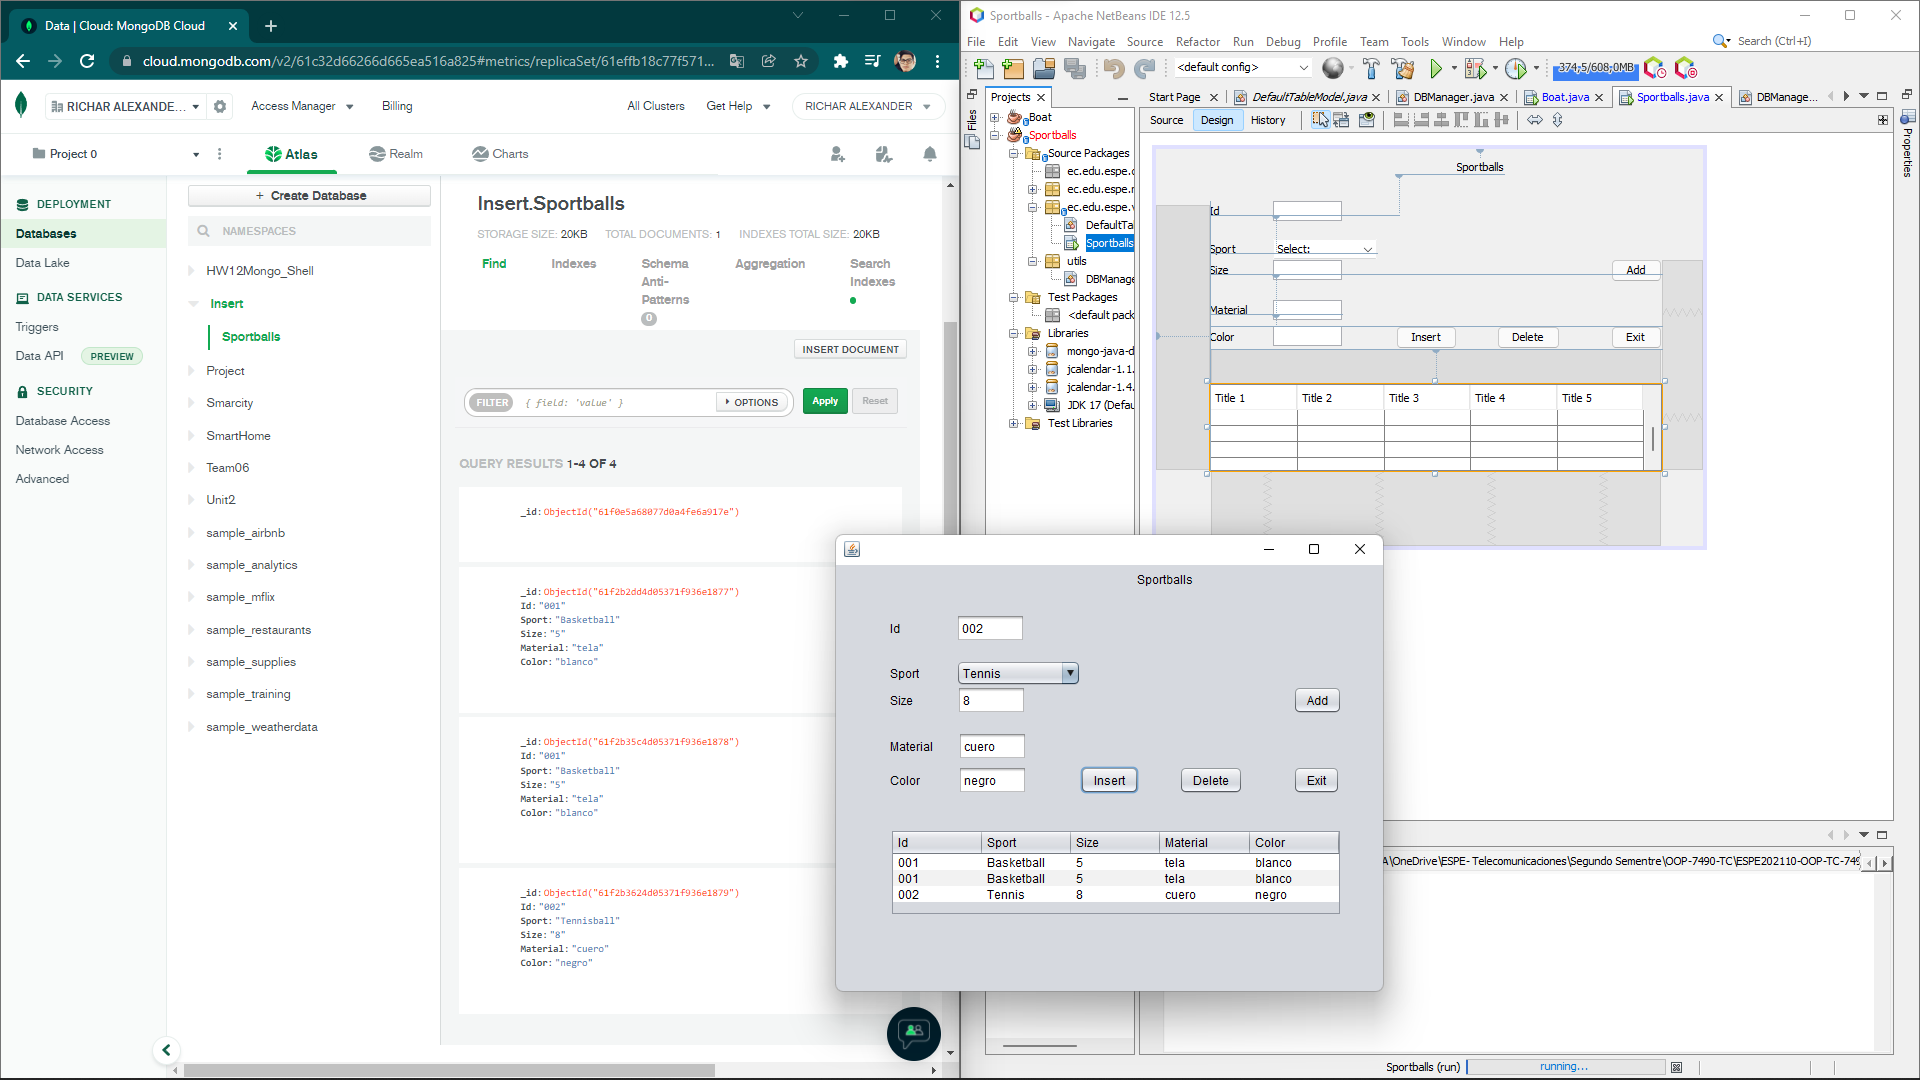 Data | Cloud: MongoDB Cloud
cloud.mongodb.com/v2/61c32d66266d665ea516a825#metrics/replicaSet/61effb18c77f571...
RICHAR ALEXANDE...
Access Manager
Billing
All Clusters
Get Help
RICHAR ALEXANDER
Project 0
Atlas
Realm
Charts
DEPLOYMENT
Databases
Data Lake
DATA SERVICES
Triggers
Data API PREVIEW
SECURITY
Database Access
Network Access
Advanced
+ Create Database
NAMESPACES
HW12Mongo_Shell
Insert
Sportballs
Project
Smarcity
SmartHome
Team06
Unit2
sample_airbnb
sample_analytics
sample_mflix
sample_restaurants
sample_supplies
sample_training
sample_weatherdata
Insert.Sportballs
STORAGE SIZE: 20KB TOTAL DOCUMENTS: 1 INDEXES TOTAL SIZE: 20KB
Find
Indexes
Schema
Anti-
Patterns
0
Aggregation
Search
Indexes
INSERT DOCUMENT
FILTER { field: 'value' }
OPTIONS
Apply
Reset
QUERY RESULTS 1-4 OF 4
_id:ObjectId("61f0e5a68077d0a4fe6a917e")
_id:ObjectId("61f2b2dd4d05371f936e1877")
Id:"001"
Sport:"Basketball"
Size:"5"
Material:"tela"
Color:"blanco"
_id:ObjectId("61f2b35c4d05371f936e1878")
Id:"001"
Sport:"Basketball"
Size:"5"
Material:"tela"
Color:"blanco"
_id:ObjectId("61f2b3624d05371f936e1879")
Id:"002"
Sport:"Tennisball"
Size:"8"
Material:"cuero"
Color:"negro"
Sportballs - Apache NetBeans IDE 12.5
File Edit View Navigate Source Refactor Run Debug Profile Team Tools Window Help
Search (Ctrl+I)
<default config>
374,5/608,0MB
Files
Projects
Start Page
DefaultTableModel.java
DBManager.java
Boat.java
Sportballs.java
DBManage...
Source Design History
Properties
Boat
Sportballs
Source Packages
ec.edu.espe.
ec.edu.espe.
ec.edu.espe.
DefaultTa
Sportballs
utils
DBManage
Test Packages
<default pack
Libraries
mongo-java-d
jcalendar-1.1.
jcalendar-1.4.
JDK 17 (Defau
Test Libraries
Sportballs
Id
Sport Select:
Size
Add
Material
Color
Insert
Delete
Exit
Title 1 Title 2 Title 3 Title 4 Title 5
Sportballs
Id 002
Sport Tennis
Size 8
Add
Material cuero
Color negro
Insert
Delete
Exit
Id Sport Size Material Color
001 Basketball 5 tela blanco
001 Basketball 5 tela blanco
002 Tennis 8 cuero negro
A\OneDrive\ESPE- Telecomunicaciones\Segundo Sementre\OOP-7490-TC\ESPE202110-OOP-TC-749
Sportballs (run)
running...